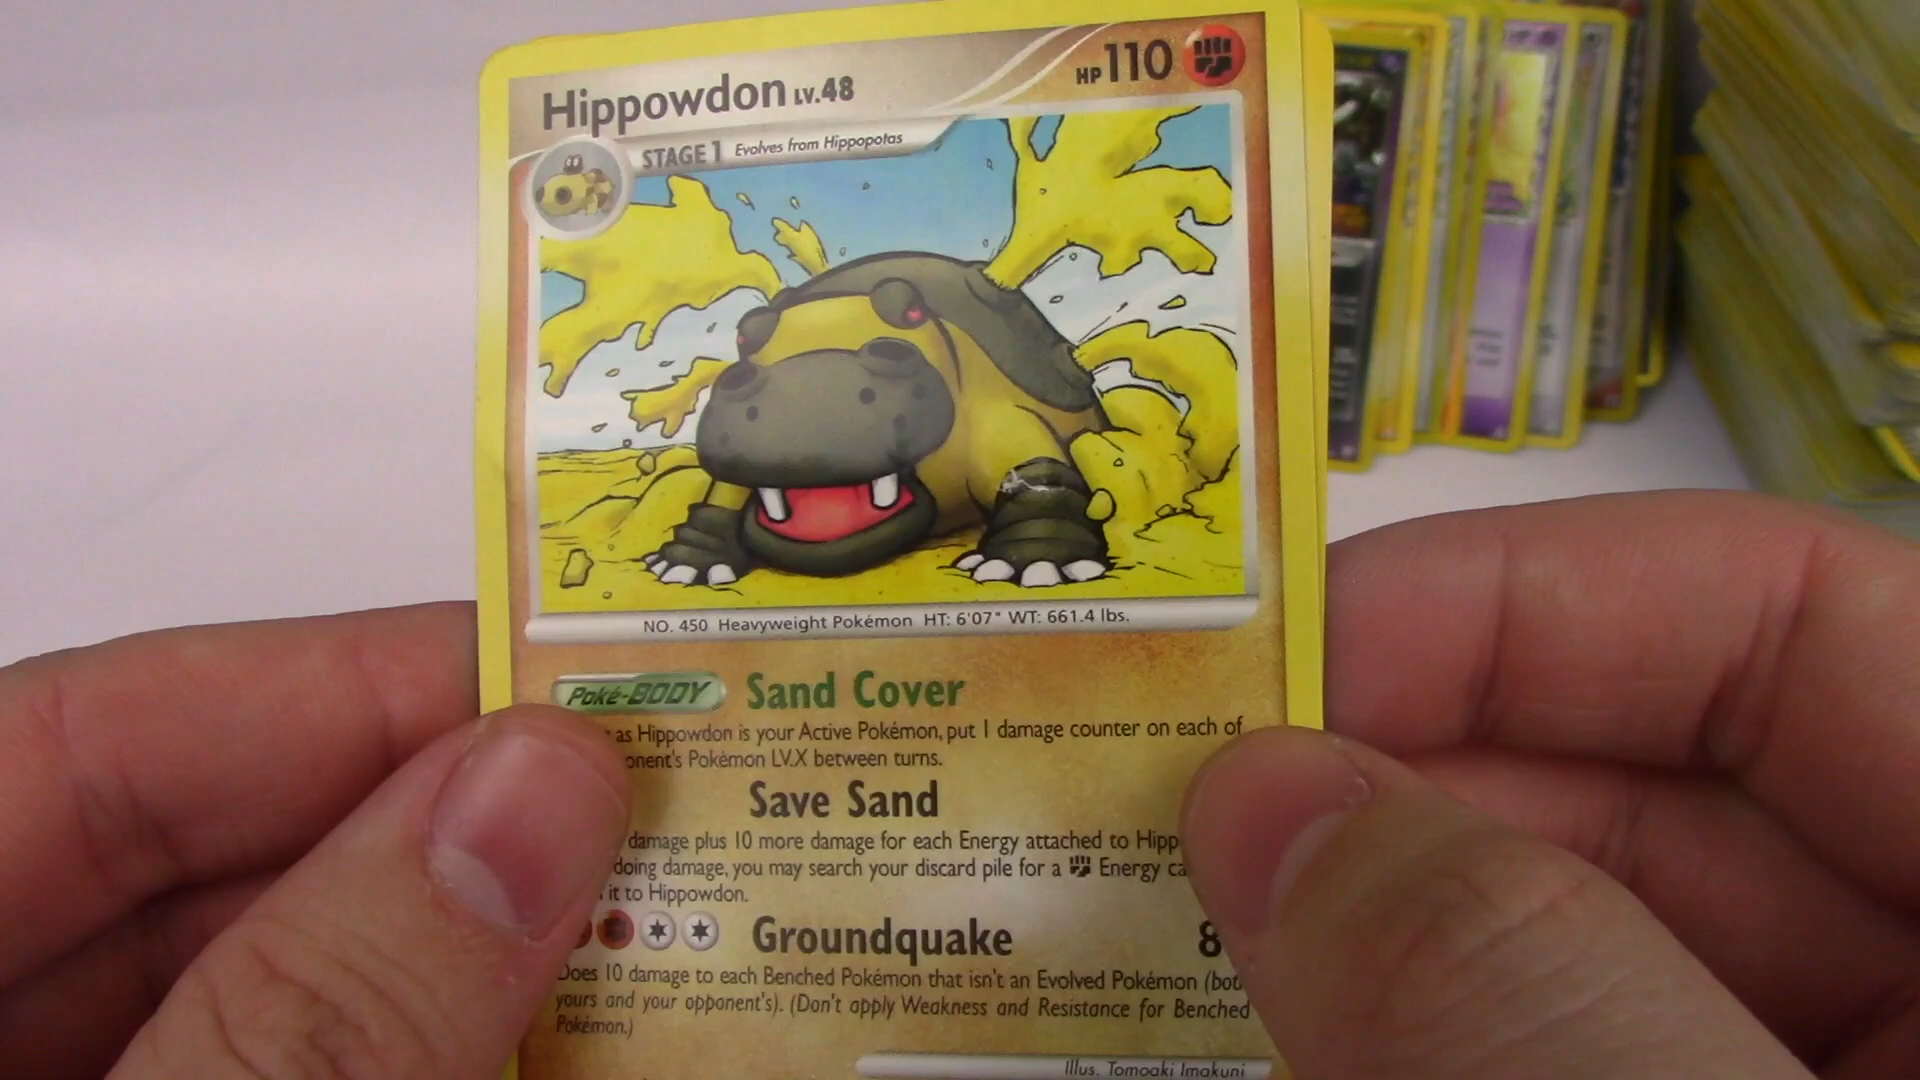 Hippowdon LV.48
HP 110
STAGE 1 Evolves from Hippopotas
NO. 450 Heavyweight Pokémon HT: 6'07" WT: 661.4 lbs.
Poké-BODY Sand Cover
as Hippowdon is your Active Pokémon, put 1 damage counter on each of
onent's Pokémon LV.X between turns.
Save Sand
damage plus 10 more damage for each Energy attached to Hipp
doing damage, you may search your discard pile for a Energy ca
it to Hippowdon.
Groundquake 8
Does 10 damage to each Benched Pokémon that isn't an Evolved Pokémon (both
yours and your opponent's). (Don't apply Weakness and Resistance for Benched
Pokémon.)
Illus. Tomoaki Imakuni